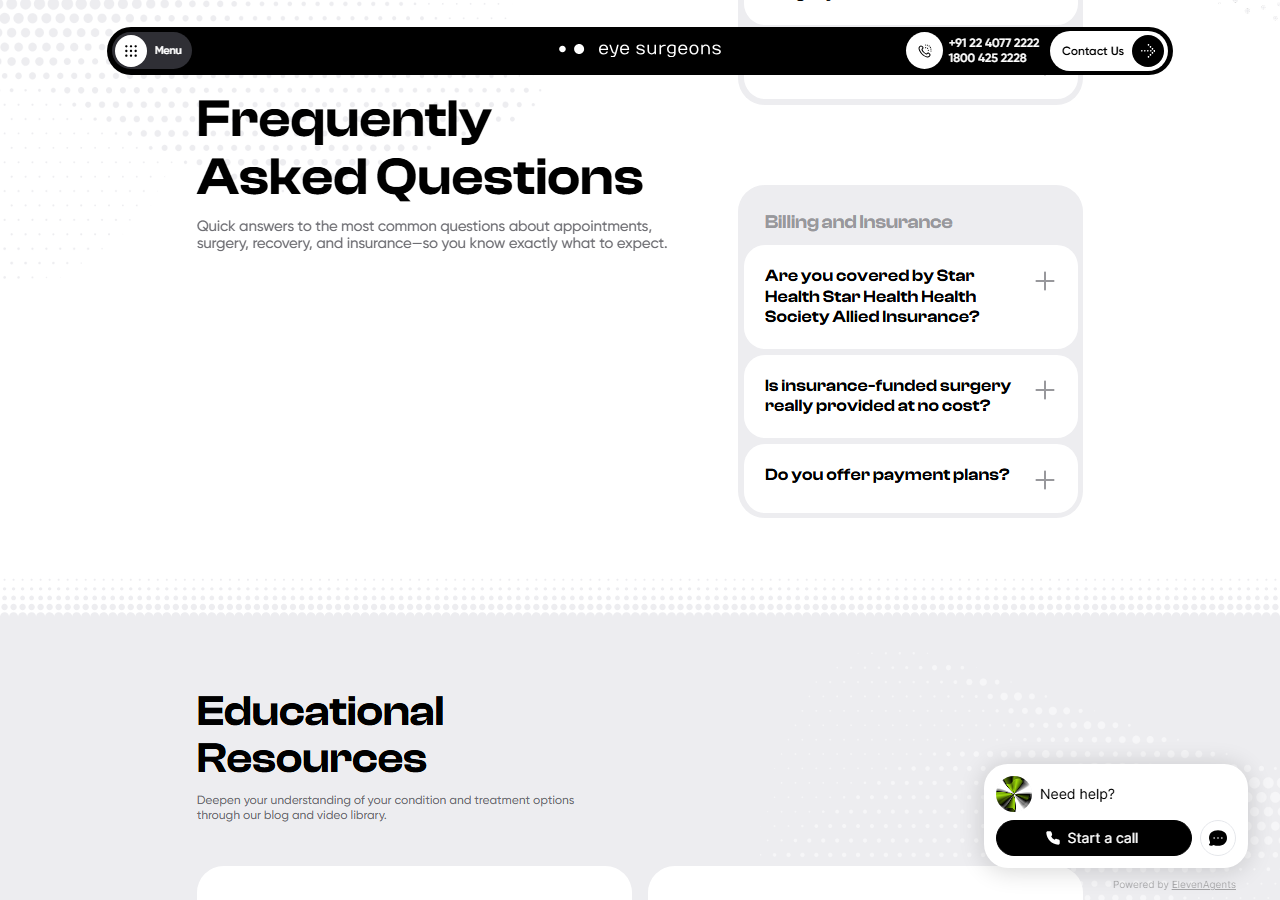 Menu
eye surgeons
+91 22 4077 2222
1800 425 2228
Contact Us
Frequently
Asked Questions
Quick answers to the most common questions about appointments,
surgery, recovery, and insurance—so you know exactly what to expect.
Billing and Insurance
Are you covered by Star
Health Star Health Health
Society Allied Insurance?
Is insurance-funded surgery
really provided at no cost?
Do you offer payment plans?
Educational
Resources
Deepen your understanding of your condition and treatment options
through our blog and video library.
Need help?
Start a call
Powered by ElevenAgents